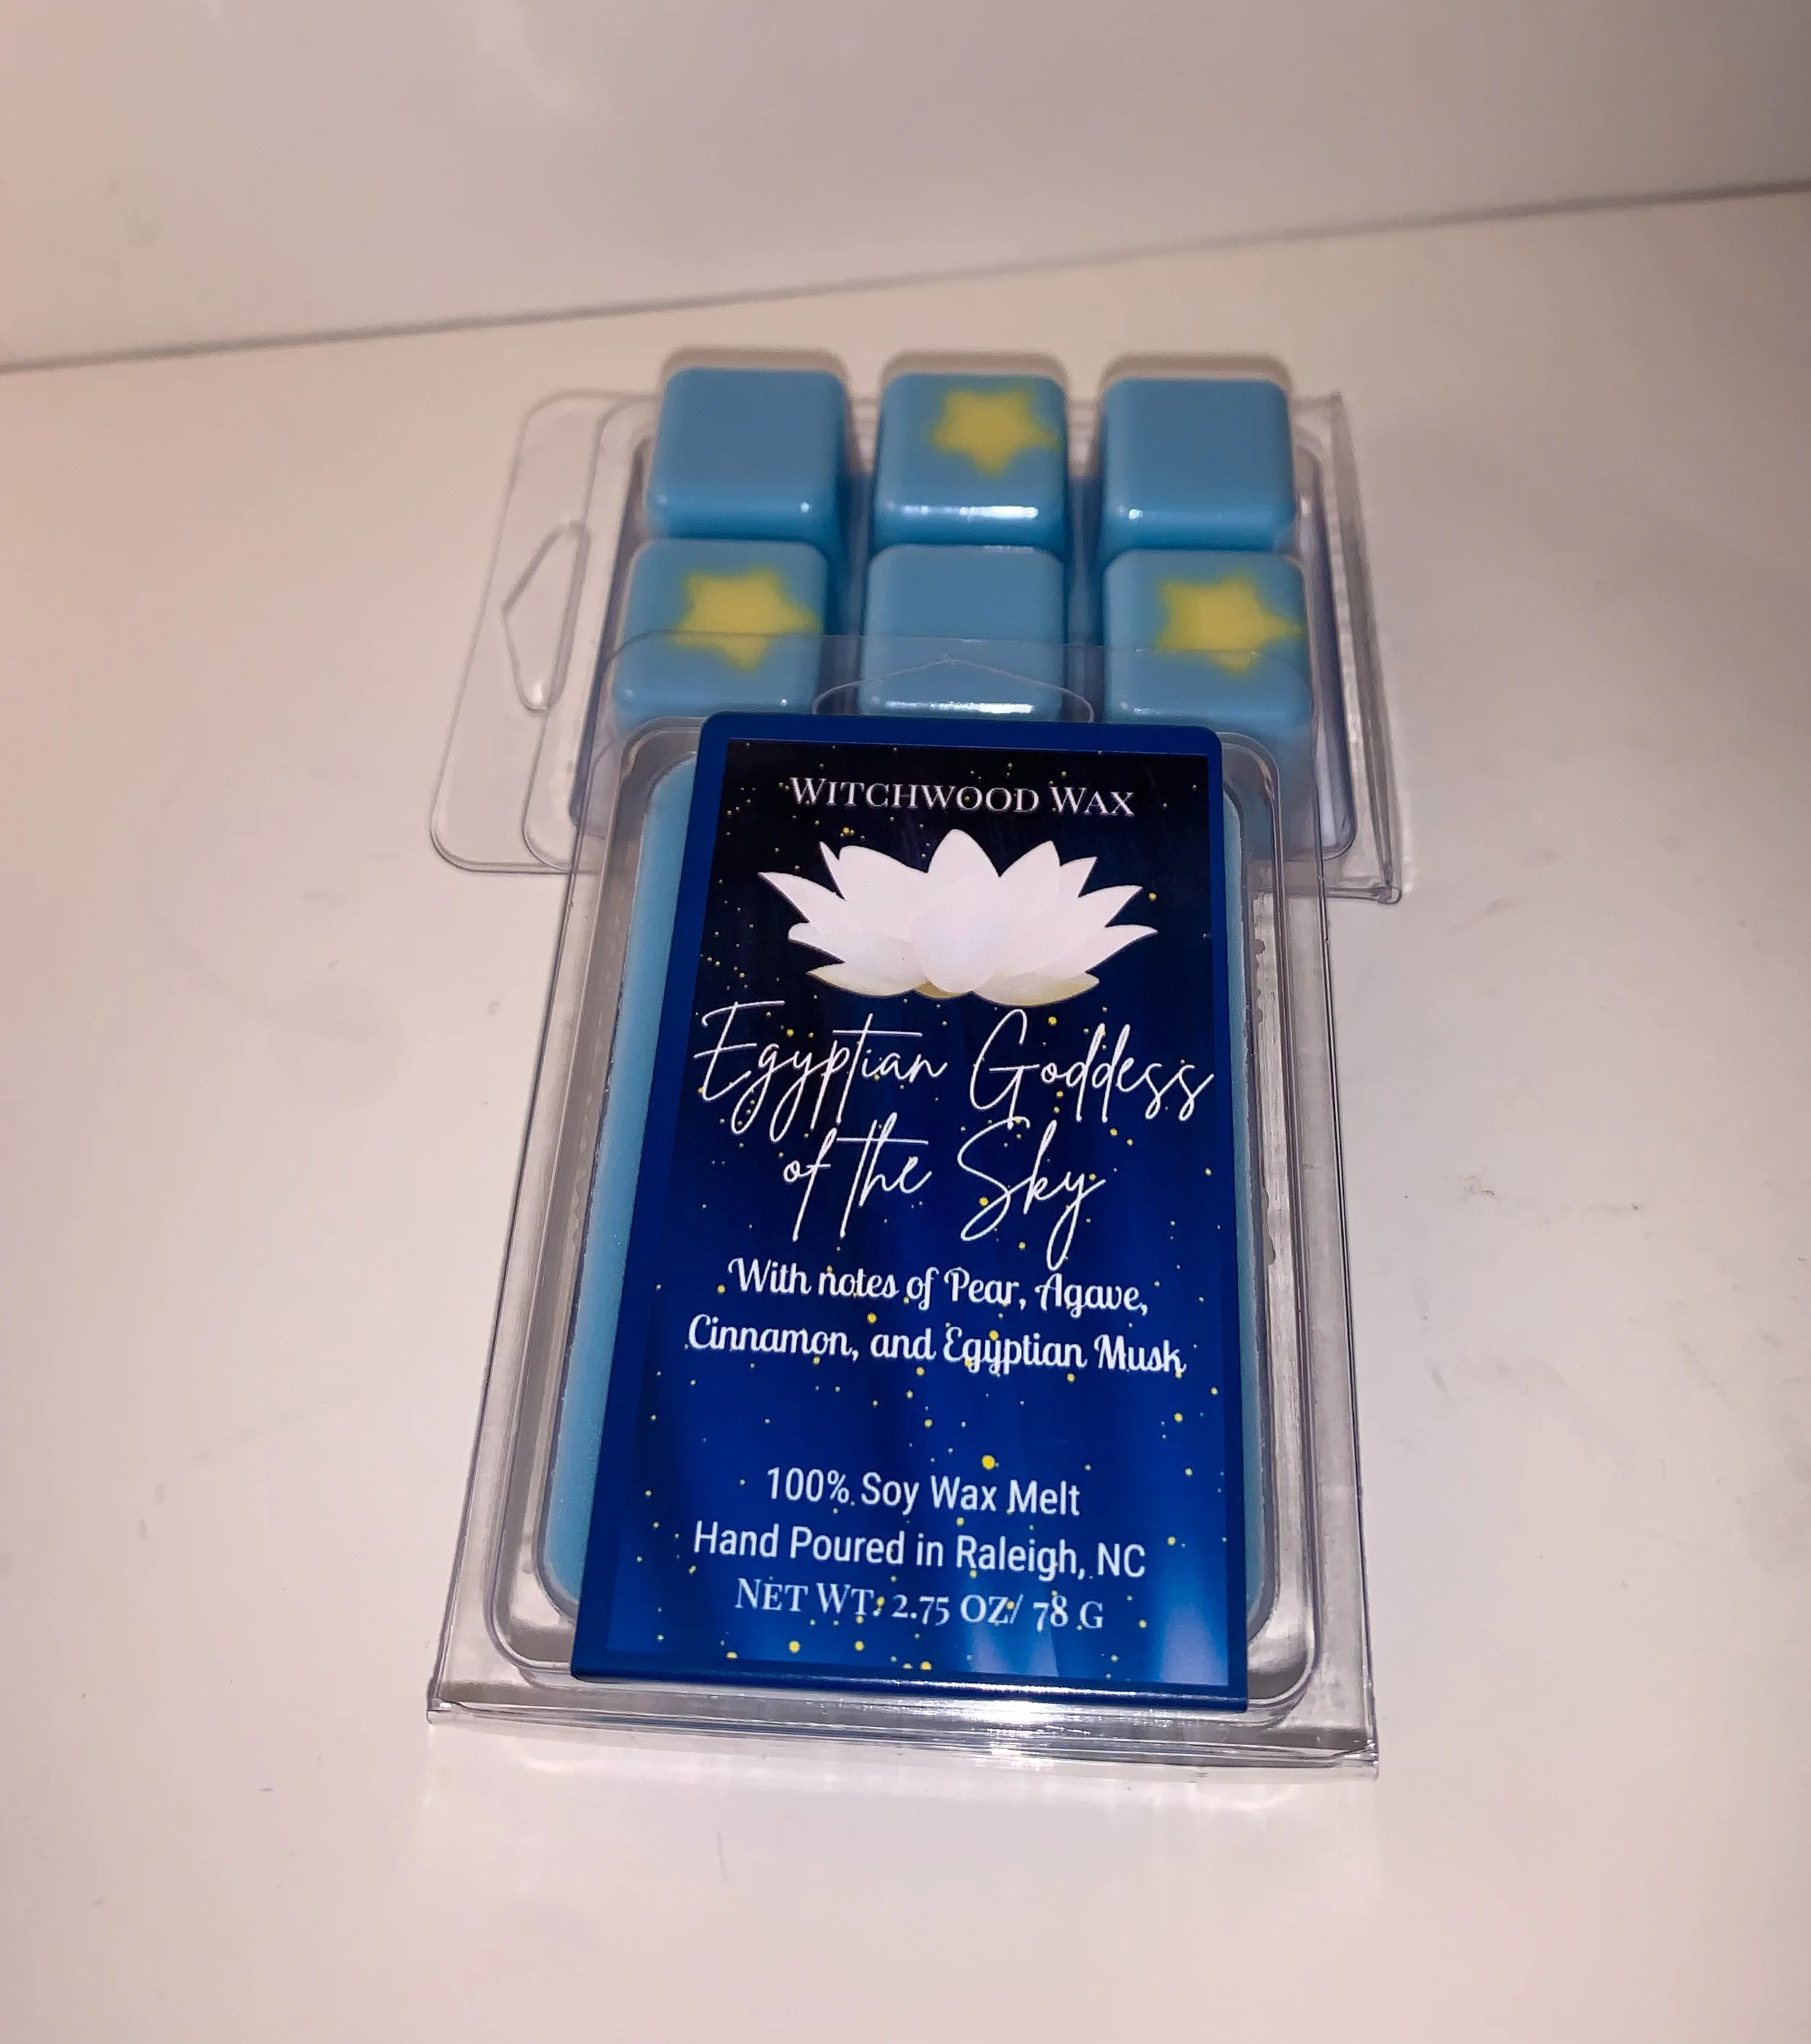 WITCHWOOD WAX
Egyptian Goddess
of the Sky
With notes of Pear, Agave,
Cinnamon, and Egyptian Musk
100% Soy Wax Melt
Hand Poured in Raleigh, NC
NET WT: 2.75 OZ/ 78 G